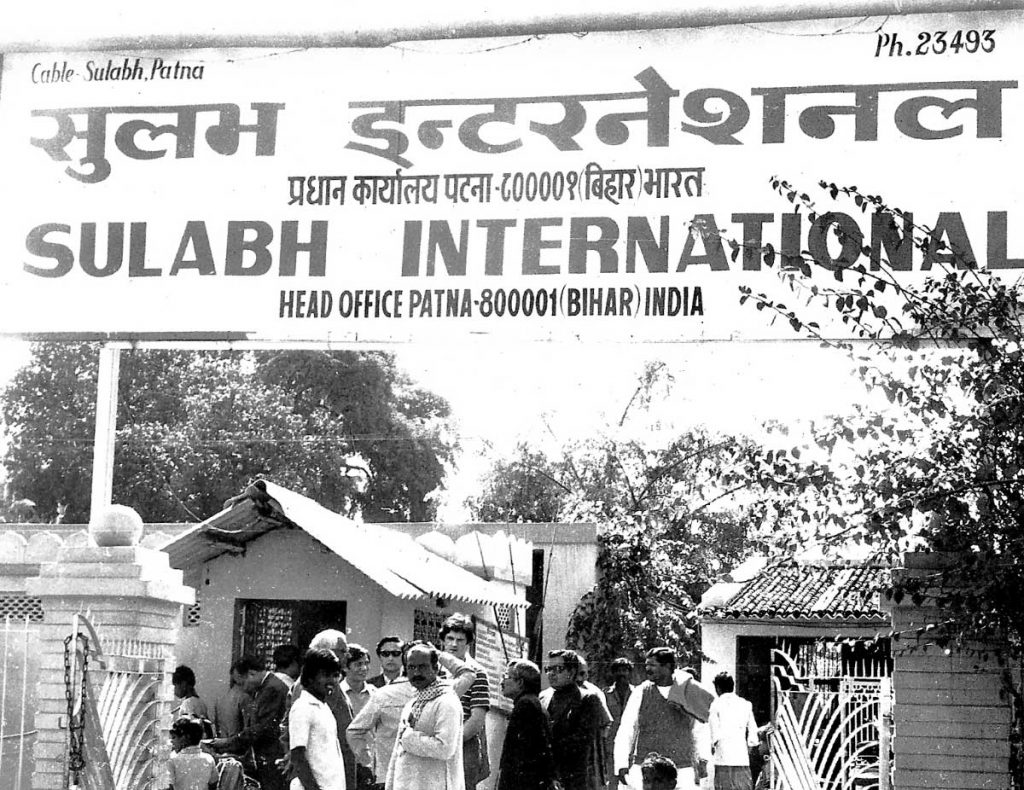 Cable-Sulabh, Patna
Ph. 23493
सुलभ इन्टरनेशनल
प्रधान कार्यालय पटना-८००००१(बिहार)भारत
SULABH INTERNATIONAL
HEAD OFFICE PATNA-800001(BIHAR)INDIA